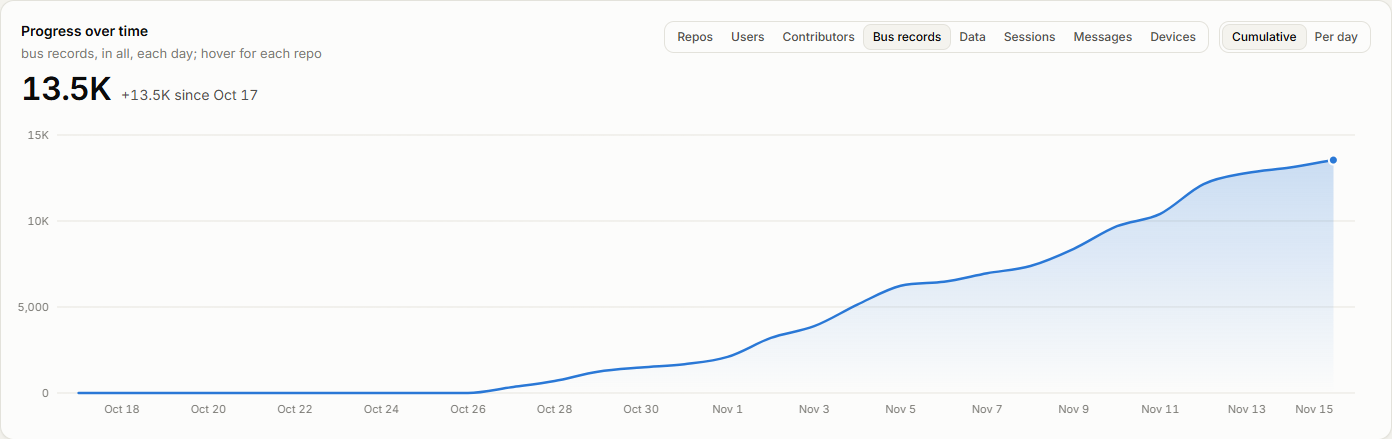 Progress over time
bus records, in all, each day; hover for each repo
13.5K +13.5K since Oct 17
Repos Users Contributors Bus records Data Sessions Messages Devices Cumulative Per day
15K
10K
5,000
0
Oct 18 Oct 20 Oct 22 Oct 24 Oct 26 Oct 28 Oct 30 Nov 1 Nov 3 Nov 5 Nov 7 Nov 9 Nov 11 Nov 13 Nov 15